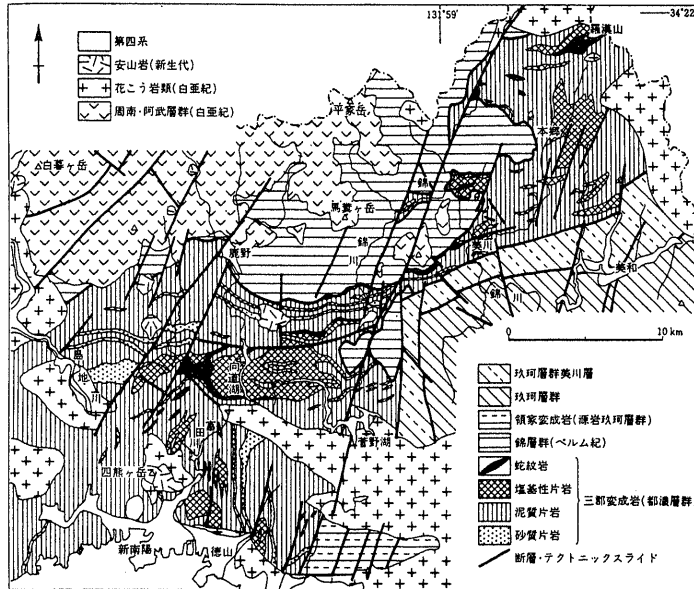 131°59′
34°22′
第四系
安山岩(新生代)
花こう岩類(白亜紀)
周南・阿武層群(白亜紀)
羅漢山
平家岳
本郷
白暮ヶ岳
錦
馬糞ヶ岳
川
錦
川
鹿野
美川
美和
錦
川
0
10 km
島
地
川
向道湖
菅野湖
高
田
川
四熊ヶ岳
新南陽
徳山
玖珂層群美川層
玖珂層群
領家変成岩(源岩玖珂層群)
錦層群(ペルム紀)
蛇紋岩
塩基性片岩
泥質片岩
砂質片岩
三郡変成岩(都濃層群
断層・テクトニックスライド